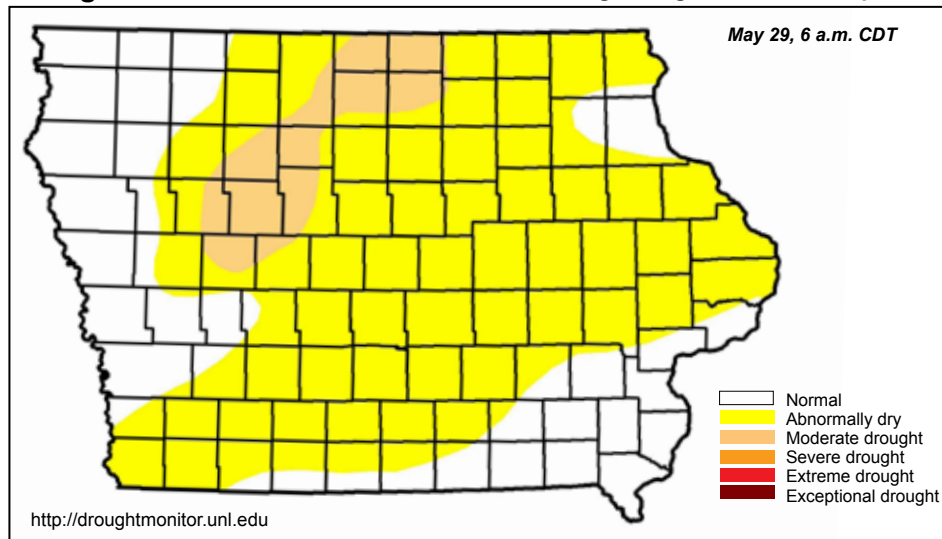 May 29, 6 a.m. CDT
Normal
Abnormally dry
Moderate drought
Severe drought
Extreme drought
Exceptional drought
http://droughtmonitor.unl.edu